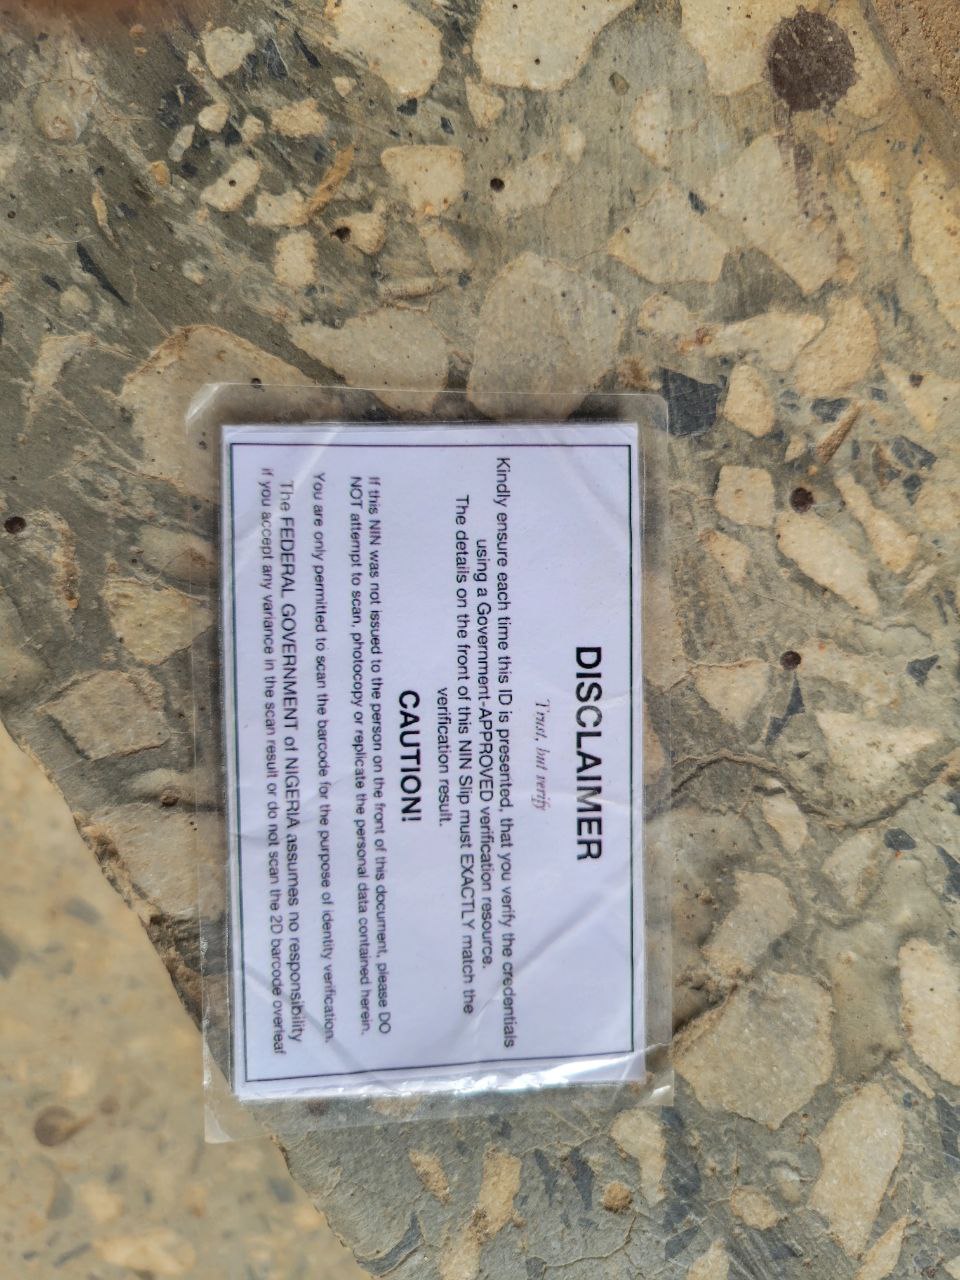 DISCLAIMER
Trust, but verify
Kindly ensure each time this ID is presented, that you verify the credentials
using a Government-APPROVED verification resource.
The details on the front of this NIN Slip must EXACTLY match the
verification result.
CAUTION!
If this NIN was not issued to the person on the front of this document, please DO
NOT attempt to scan, photocopy or replicate the personal data contained herein.
You are only permitted to scan the barcode for the purpose of identity verification.
The FEDERAL GOVERNMENT of NIGERIA assumes no responsibility
if you accept any variance in the scan result or do not scan the 2D barcode overleaf